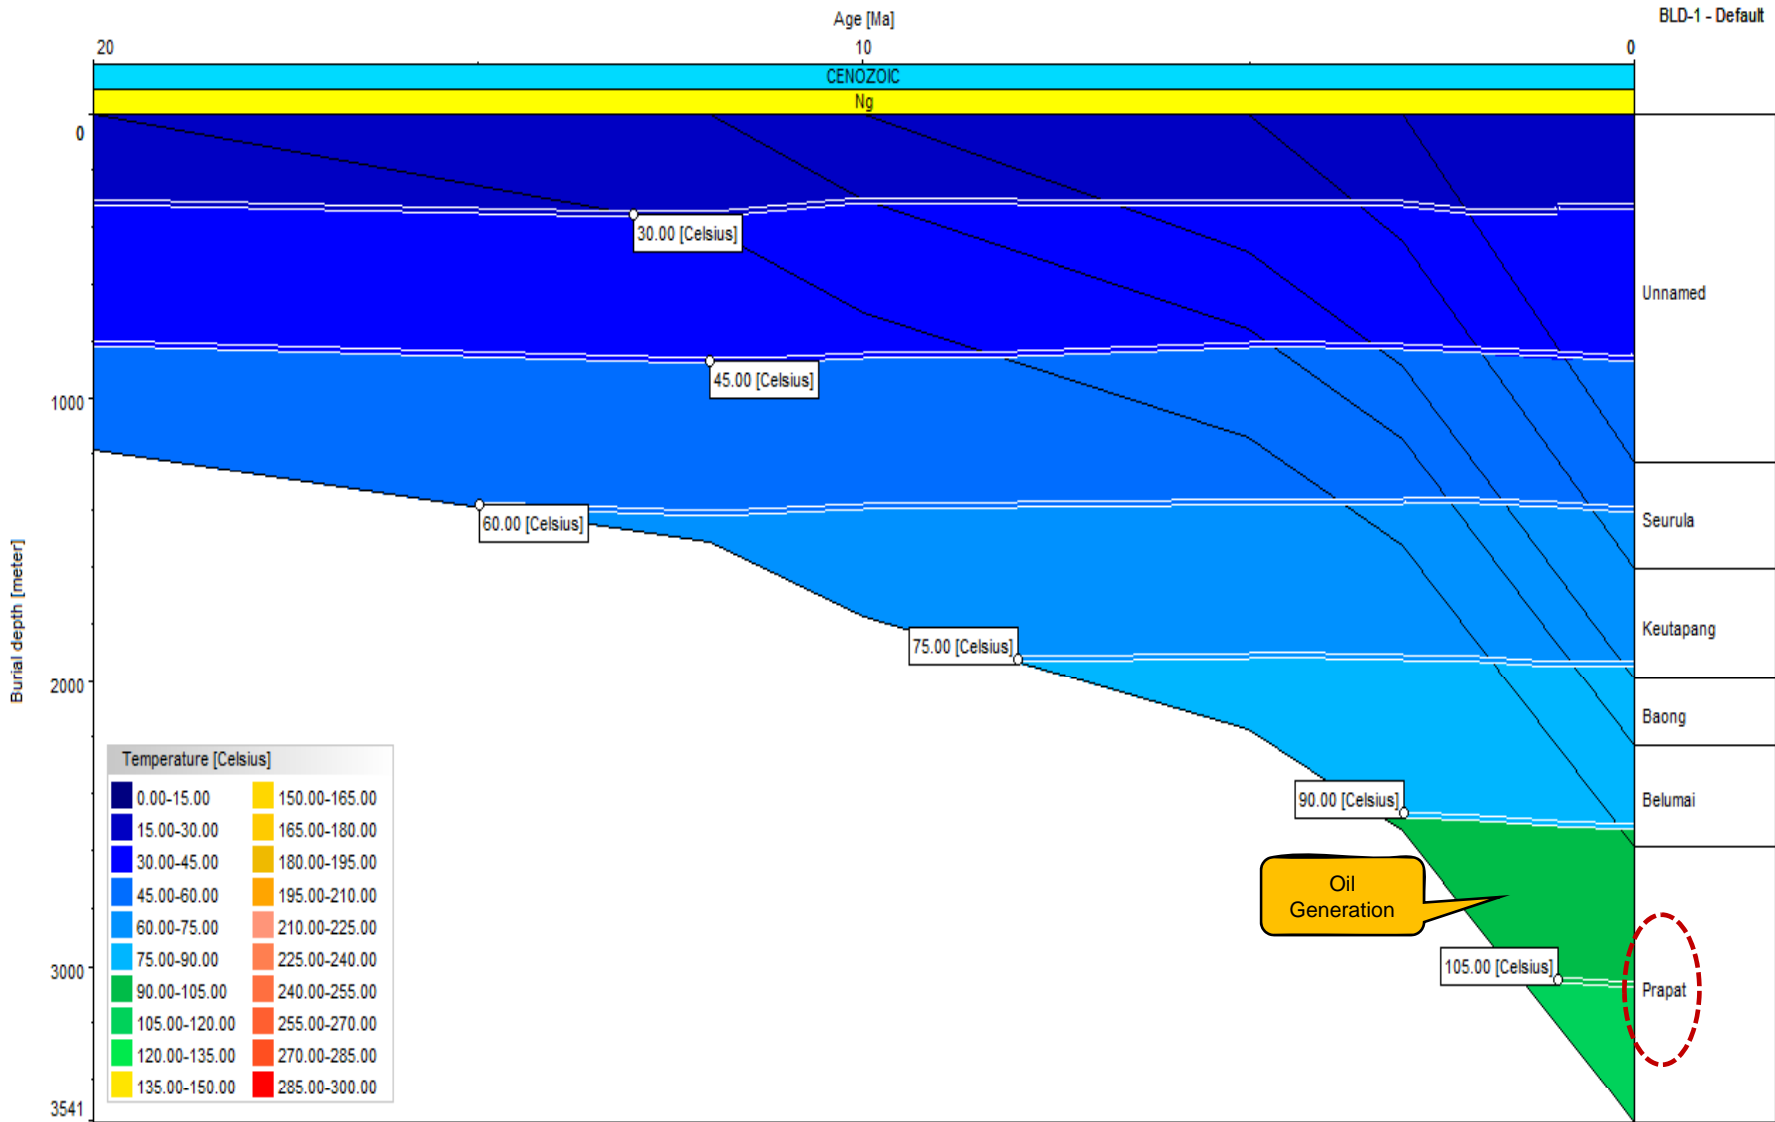 Age [Ma]
BLD-1 - Default
20
10
0
CENOZOIC
Ng
0
1000
2000
3000
3541
Burial depth [meter]
30.00 [Celsius]
45.00 [Celsius]
60.00 [Celsius]
75.00 [Celsius]
90.00 [Celsius]
105.00 [Celsius]
Oil
Generation
Unnamed
Seurula
Keutapang
Baong
Belumai
Prapat
Temperature [Celsius]
0.00-15.00
15.00-30.00
30.00-45.00
45.00-60.00
60.00-75.00
75.00-90.00
90.00-105.00
105.00-120.00
120.00-135.00
135.00-150.00
150.00-165.00
165.00-180.00
180.00-195.00
195.00-210.00
210.00-225.00
225.00-240.00
240.00-255.00
255.00-270.00
270.00-285.00
285.00-300.00